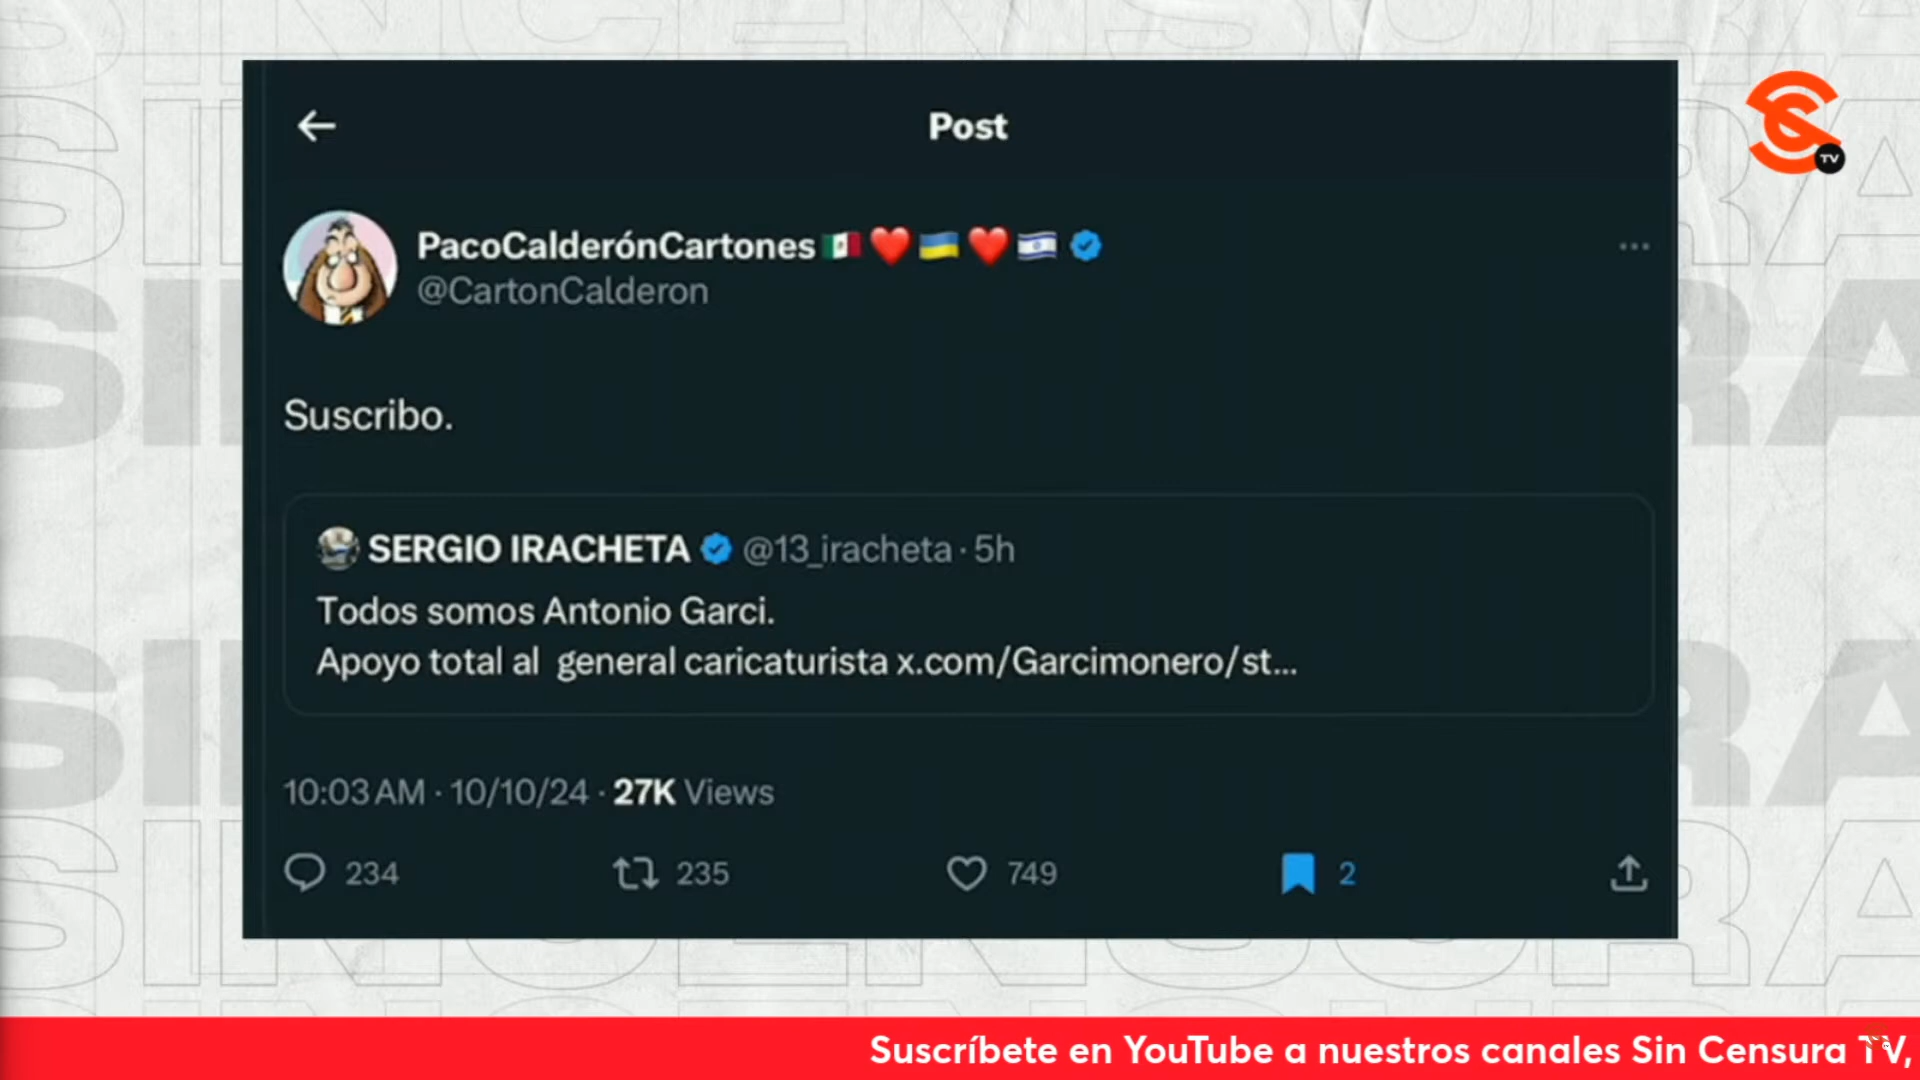 Post
PacoCalderónCartones🇲🇽❤️🇺🇦❤️🇮🇱
@CartonCalderon
Suscribo.
SERGIO IRACHETA @13_iracheta · 5h
Todos somos Antonio Garci.
Apoyo total al general caricaturista x.com/Garcimonero/st...
10:03 AM · 10/10/24 · 27K Views
234 235 749 2
TV
SINCENSURA
Suscríbete en YouTube a nuestros canales Sin Censura TV,